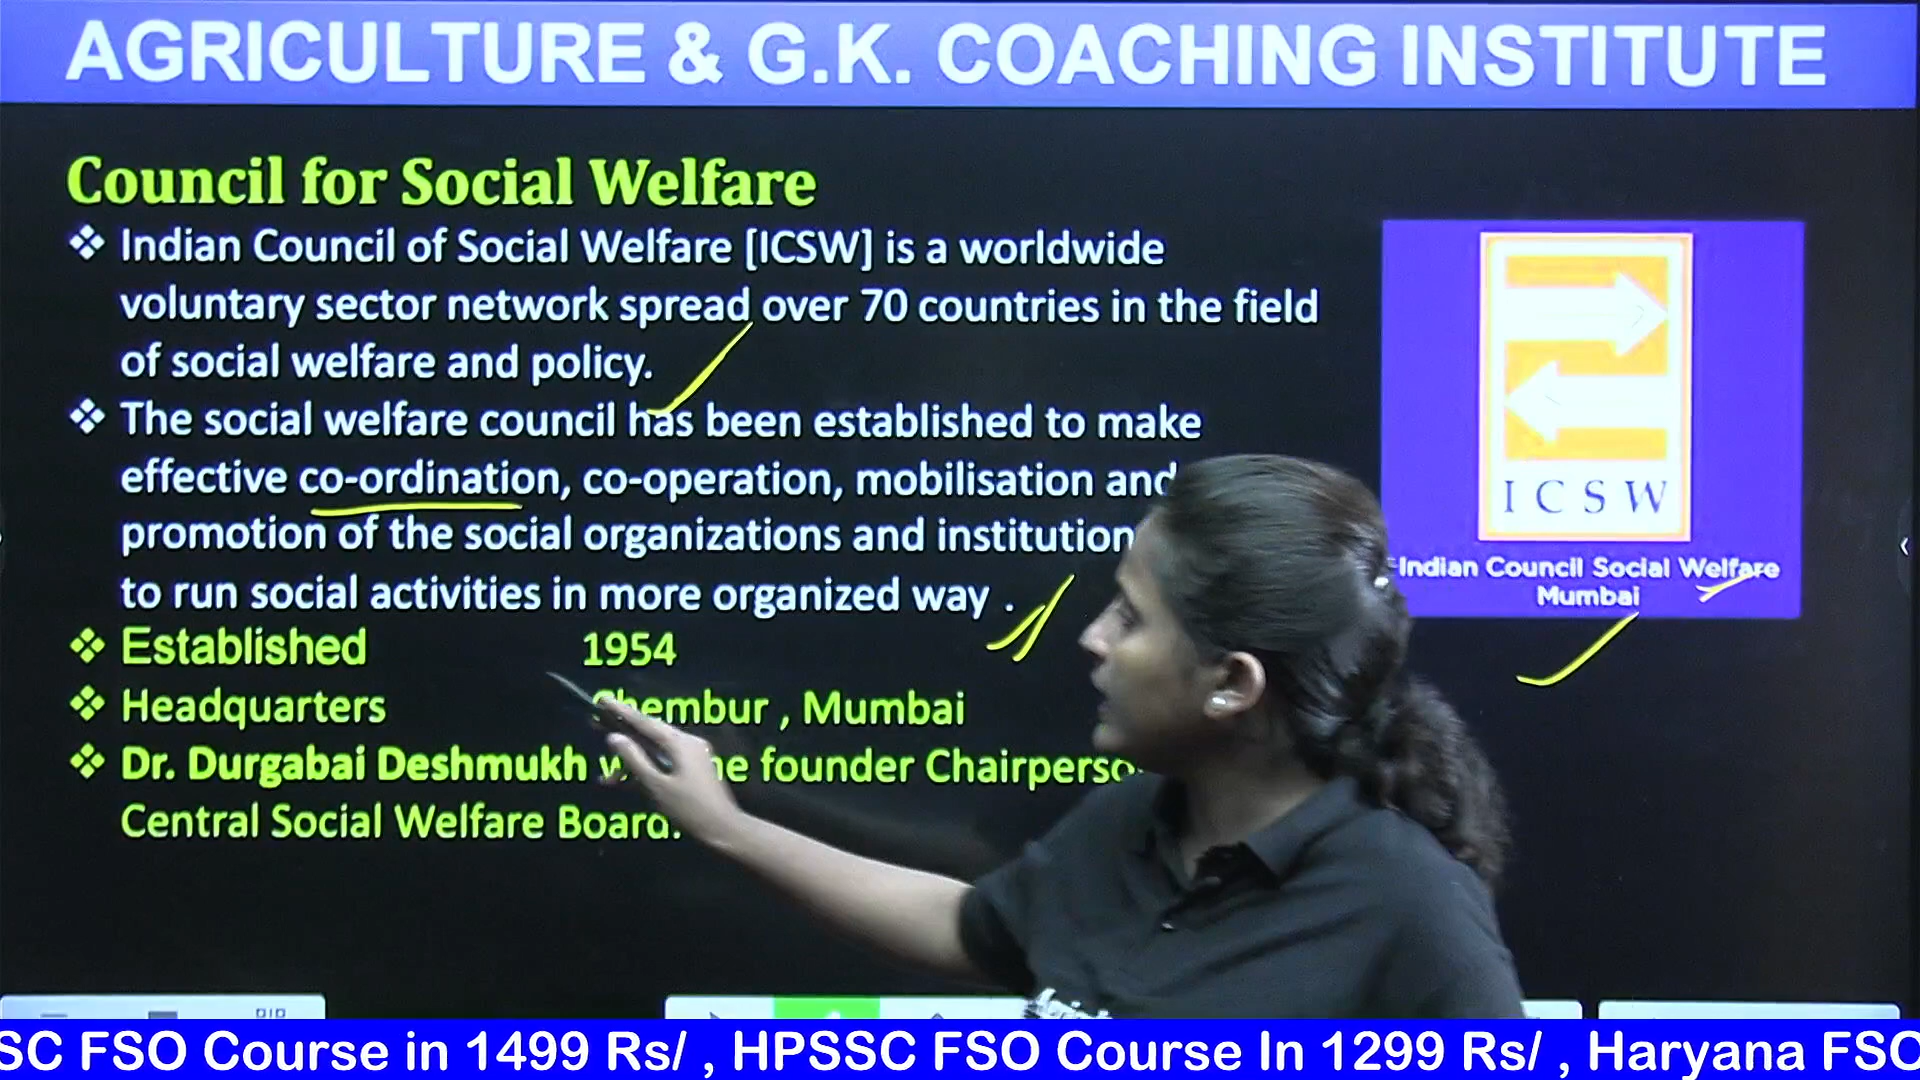 AGRICULTURE & G.K. COACHING INSTITUTE
Council for Social Welfare
❖ Indian Council of Social Welfare [ICSW] is a worldwide
voluntary sector network spread over 70 countries in the field
of social welfare and policy.
❖ The social welfare council has been established to make
effective co-ordination, co-operation, mobilisation and
promotion of the social organizations and institution
to run social activities in more organized way .
❖ Established 1954
❖ Headquarters Chembur , Mumbai
❖ Dr. Durgabai Deshmukh founder
Central Social Welfare Board.
I C S W
Indian Council Social Welfare
Mumbai
SC FSO Course in 1499 Rs/ , HPSSC FSO Course In 1299 Rs/ , Haryana FSO